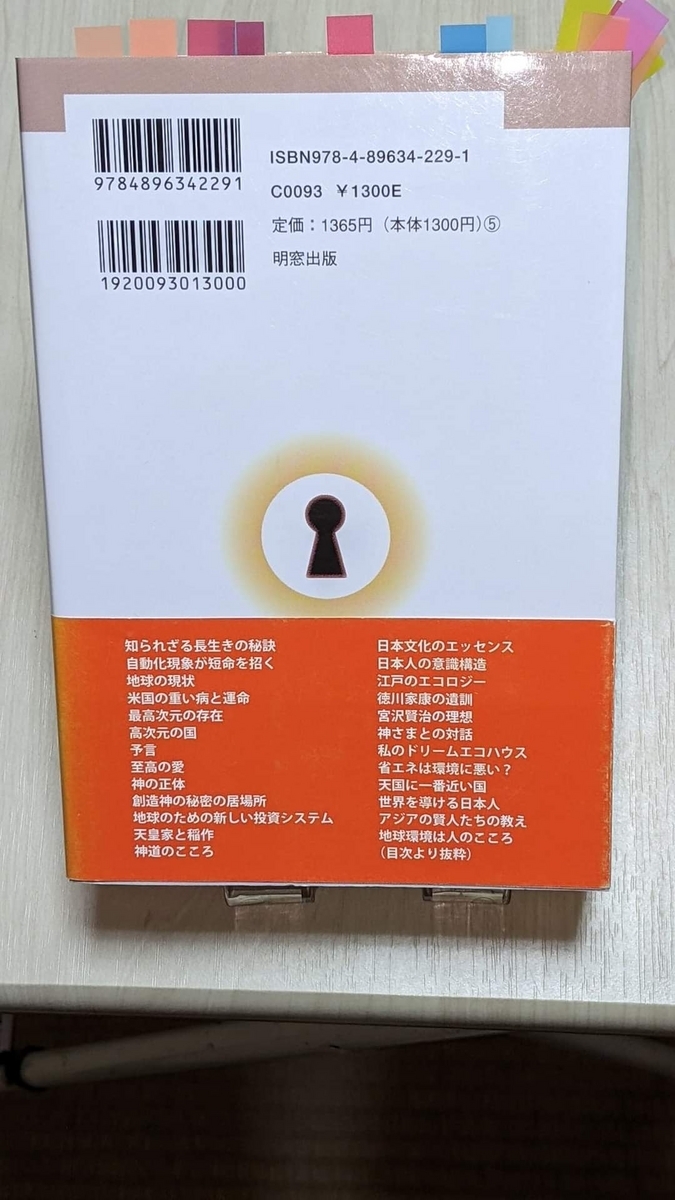 9784896342291
ISBN978-4-89634-229-1
C0093 ¥1300E
定価：1365円（本体1300円）⑤
1920093013000
明窓出版
知られざる長生きの秘訣
自動化現象が短命を招く
地球の現状
米国の重い病と運命
最高次元の存在
高次元の国
予言
至高の愛
神の正体
創造神の秘密の居場所
地球のための新しい投資システム
天皇家と稲作
神道のこころ
日本文化のエッセンス
日本人の意識構造
江戸のエコロジー
徳川家康の遺訓
宮沢賢治の理想
神さまとの対話
私のドリームエコハウス
省エネは環境に悪い？
天国に一番近い国
世界を導ける日本人
アジアの賢人たちの教え
地球環境は人のこころ
（目次より抜粋）